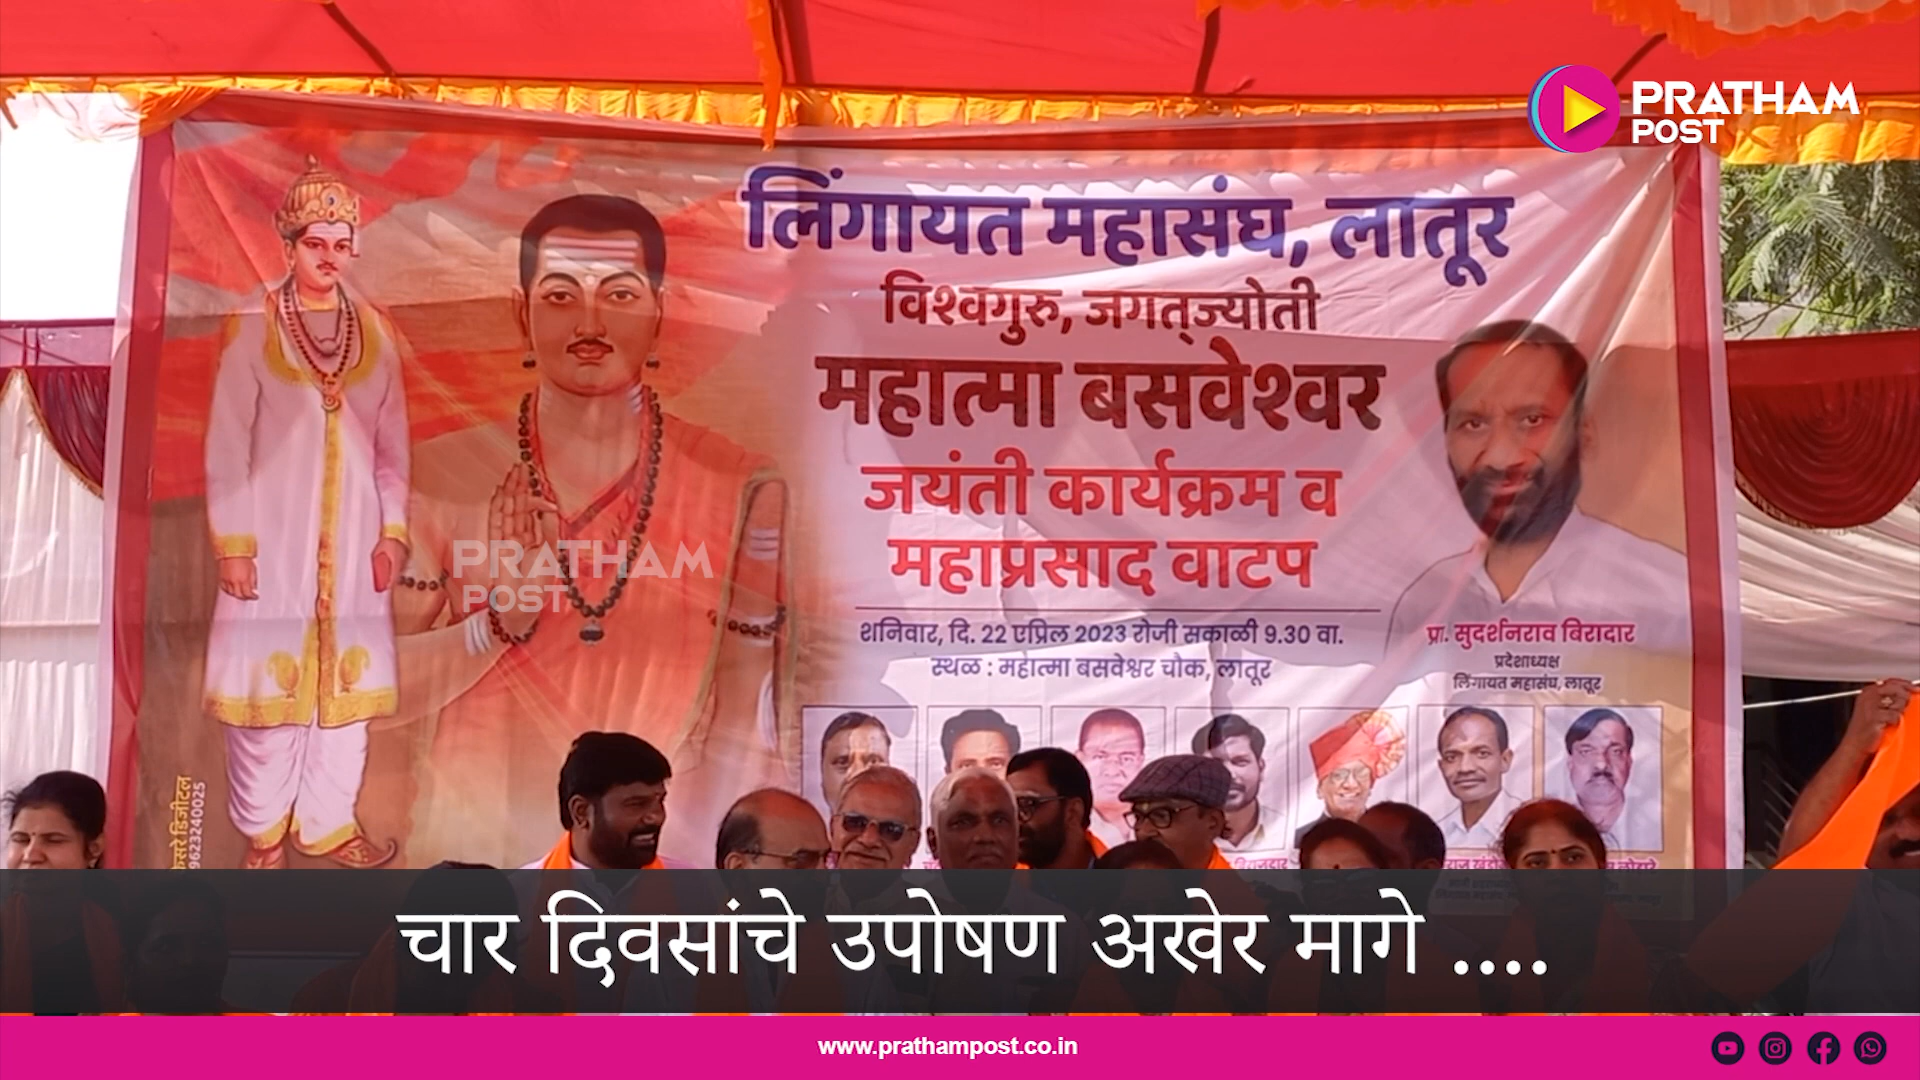 PRATHAM
POST
लिंगायत महासंघ, लातूर
विश्वगुरु, जगत्ज्योती
महात्मा बसवेश्वर
जयंती कार्यक्रम व
महाप्रसाद वाटप
शनिवार, दि. 22 एप्रिल 2023 रोजी सकाळी 9.30 वा.
स्थळ : महात्मा बसवेश्वर चौक, लातूर
प्रा. सुदर्शनराव बिरादार
प्रदेशाध्यक्ष
लिंगायत महासंघ, लातूर
PRATHAM
POST
9623240025
चार दिवसांचे उपोषण अखेर मागे ....
www.prathampost.co.in